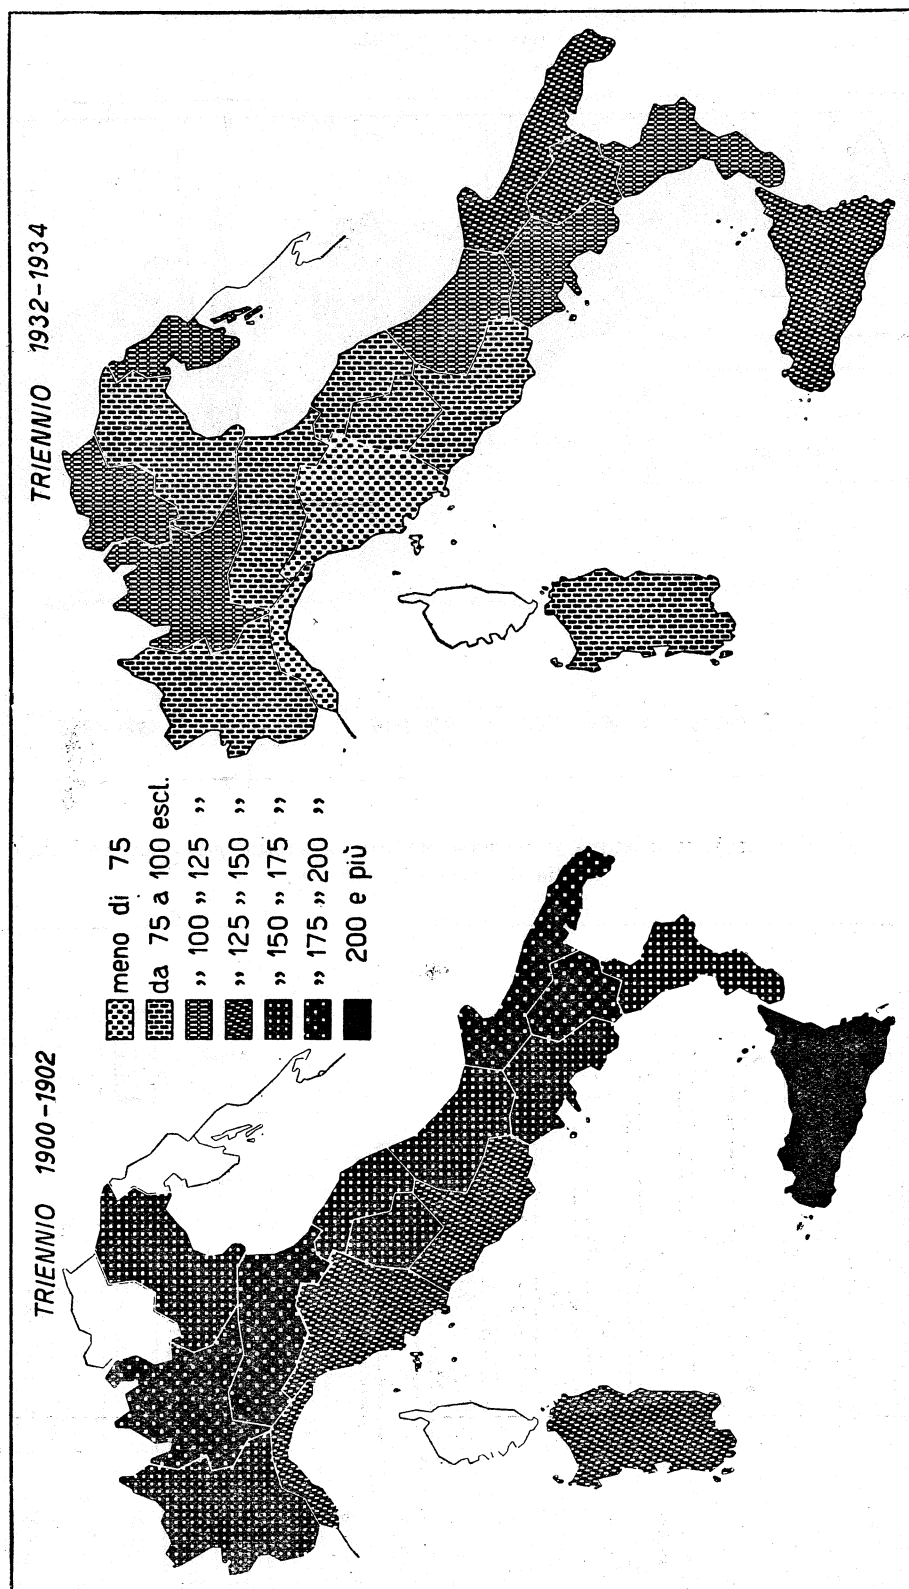 TRIENNIO 1900-1902
meno di 75
da 75 a 100 escl.
,, 100 ,, 125 ,,
,, 125 ,, 150 ,,
,, 150 ,, 175 ,,
,, 175 ,, 200 ,,
200 e più
TRIENNIO 1932-1934